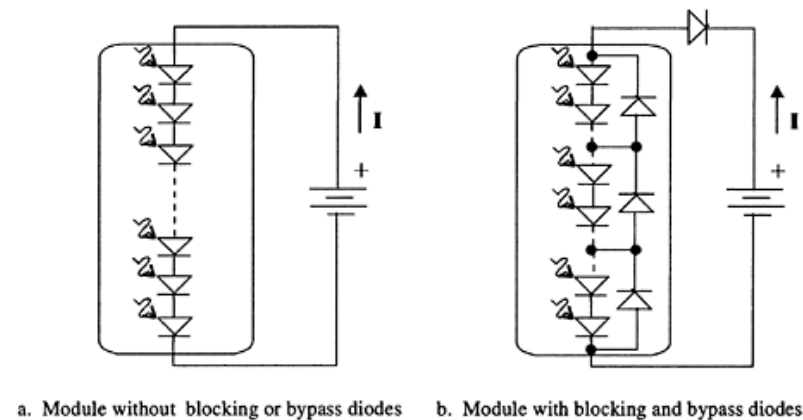 I
+
I
+
a. Module without blocking or bypass diodes
b. Module with blocking and bypass diodes